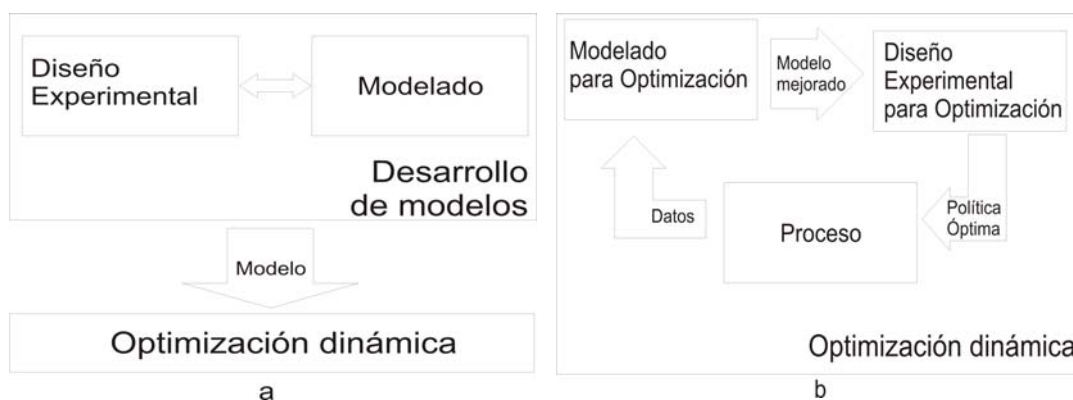 Diseño
Experimental
Modelado
Desarrollo
de modelos
Modelo
Optimización dinámica
a
Modelado
para Optimización
Modelo
mejorado
Diseño
Experimental
para Optimización
Datos
Proceso
Política
Óptima
Optimización dinámica
b